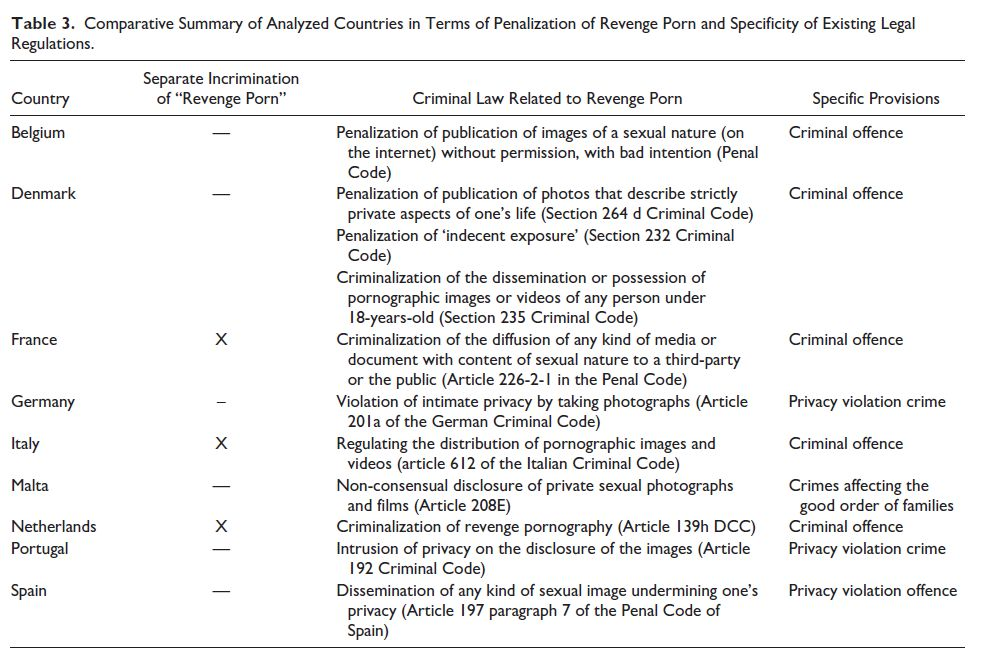 Table 3. Comparative Summary of Analyzed Countries in Terms of Penalization of Revenge Porn and Specificity of Existing Legal
Regulations.
Separate Incrimination
Country of “Revenge Porn” Criminal Law Related to Revenge Porn Specific Provisions
Belgium — Penalization of publication of images of a sexual nature (on Criminal offence
the internet) without permission, with bad intention (Penal
Code)
Denmark — Penalization of publication of photos that describe strictly Criminal offence
private aspects of one’s life (Section 264 d Criminal Code)
Penalization of ‘indecent exposure’ (Section 232 Criminal
Code)
Criminalization of the dissemination or possession of
pornographic images or videos of any person under
18-years-old (Section 235 Criminal Code)
France X Criminalization of the diffusion of any kind of media or Criminal offence
document with content of sexual nature to a third-party
or the public (Article 226-2-1 in the Penal Code)
Germany – Violation of intimate privacy by taking photographs (Article Privacy violation crime
201a of the German Criminal Code)
Italy X Regulating the distribution of pornographic images and Criminal offence
videos (article 612 of the Italian Criminal Code)
Malta — Non-consensual disclosure of private sexual photographs Crimes affecting the
and films (Article 208E) good order of families
Netherlands X Criminalization of revenge pornography (Article 139h DCC) Criminal offence
Portugal — Intrusion of privacy on the disclosure of the images (Article Privacy violation crime
192 Criminal Code)
Spain — Dissemination of any kind of sexual image undermining one’s Privacy violation offence
privacy (Article 197 paragraph 7 of the Penal Code of
Spain)